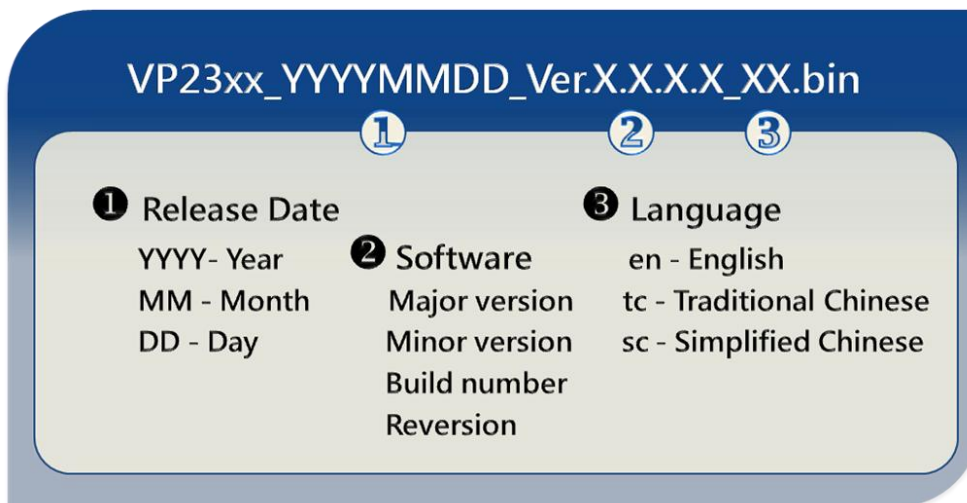 VP23xx_YYYYMMDD_Ver.X.X.X.X_XX.bin
① ② ③
❶ Release Date
YYYY- Year
MM - Month
DD - Day
❷ Software
Major version
Minor version
Build number
Reversion
❸ Language
en - English
tc - Traditional Chinese
sc - Simplified Chinese